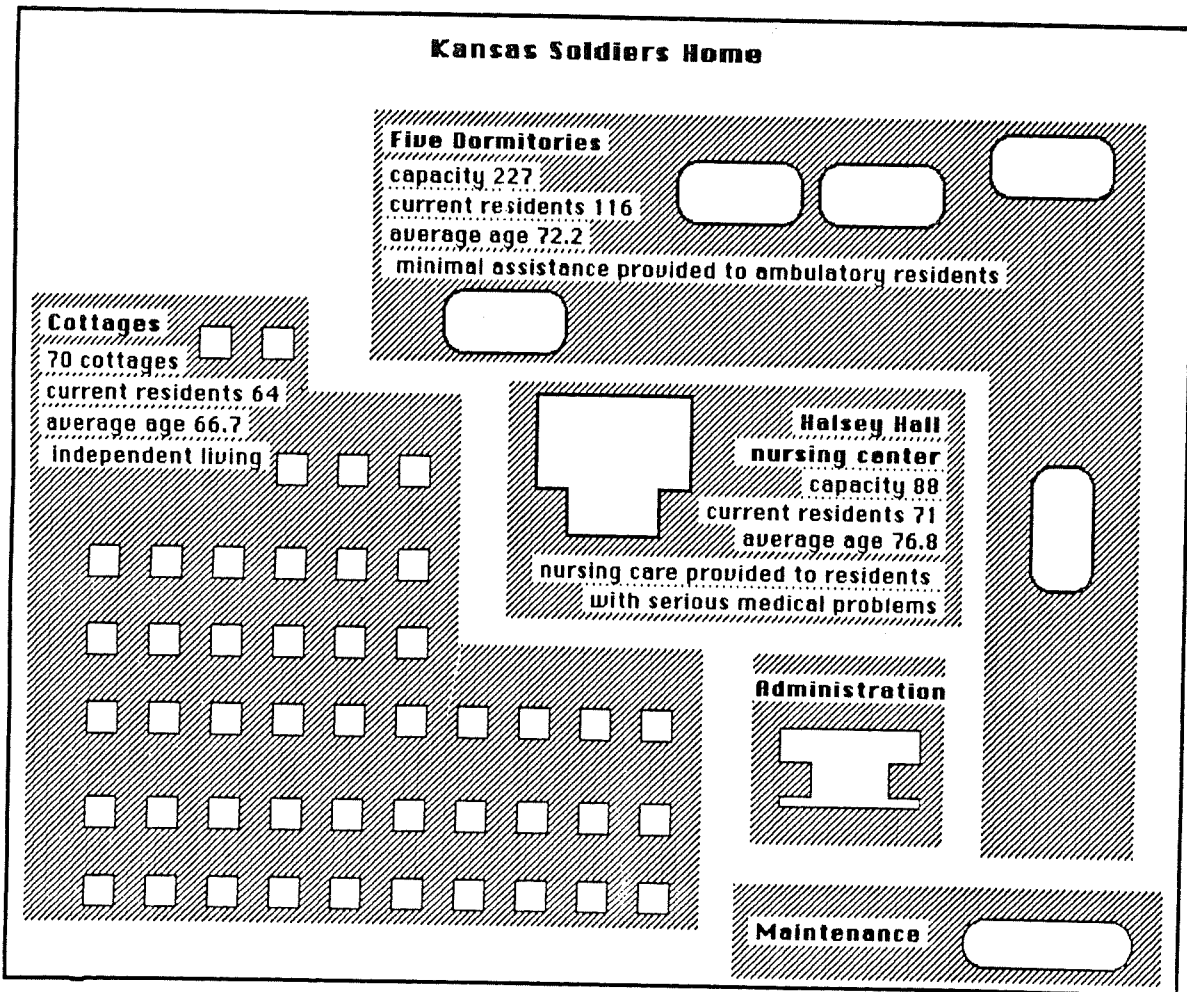 Kansas Soldiers Home
Five Dormitories
capacity 227
current residents 116
average age 72.2
minimal assistance provided to ambulatory residents
Cottages
70 cottages
current residents 64
average age 66.7
independent living
Halsey Hall
nursing center
capacity 88
current residents 71
average age 76.8
nursing care provided to residents
with serious medical problems
Administration
Maintenance